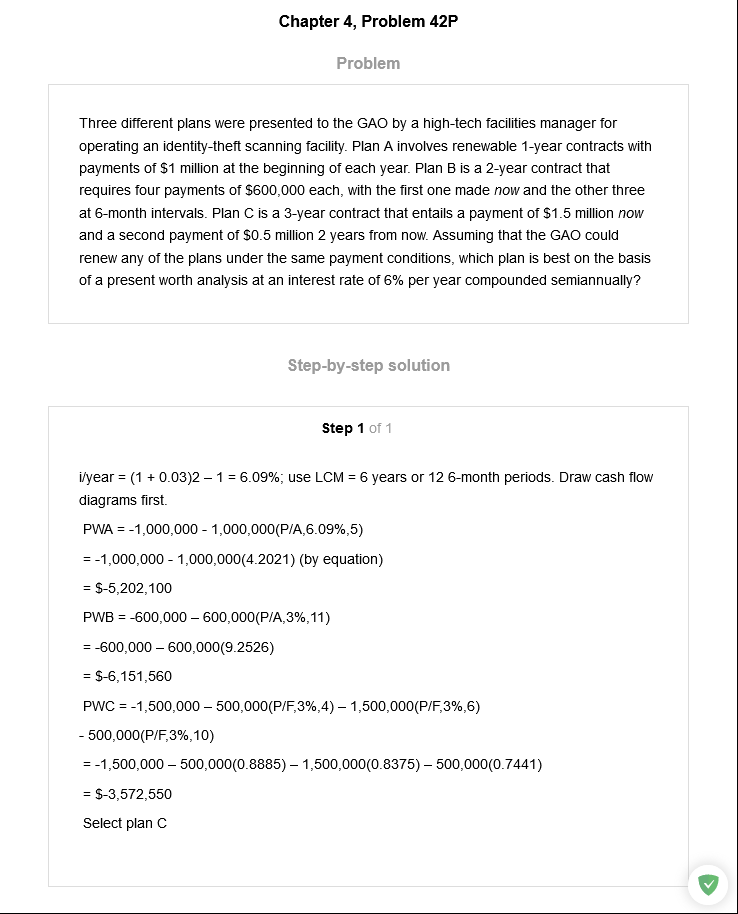 Chapter 4, Problem 42P
Problem
Three different plans were presented to the GAO by a high-tech facilities manager for
operating an identity-theft scanning facility. Plan A involves renewable 1-year contracts with
payments of $1 million at the beginning of each year. Plan B is a 2-year contract that
requires four payments of $600,000 each, with the first one made now and the other three
at 6-month intervals. Plan C is a 3-year contract that entails a payment of $1.5 million now
and a second payment of $0.5 million 2 years from now. Assuming that the GAO could
renew any of the plans under the same payment conditions, which plan is best on the basis
of a present worth analysis at an interest rate of 6% per year compounded semiannually?
Step-by-step solution
Step 1 of 1
i/year = (1 + 0.03)2 – 1 = 6.09%; use LCM = 6 years or 12 6-month periods. Draw cash flow
diagrams first.
PWA = -1,000,000 - 1,000,000(P/A,6.09%,5)
= -1,000,000 - 1,000,000(4.2021) (by equation)
= $-5,202,100
PWB = -600,000 – 600,000(P/A,3%,11)
= -600,000 – 600,000(9.2526)
= $-6,151,560
PWC = -1,500,000 – 500,000(P/F,3%,4) – 1,500,000(P/F,3%,6)
- 500,000(P/F,3%,10)
= -1,500,000 – 500,000(0.8885) – 1,500,000(0.8375) – 500,000(0.7441)
= $-3,572,550
Select plan C